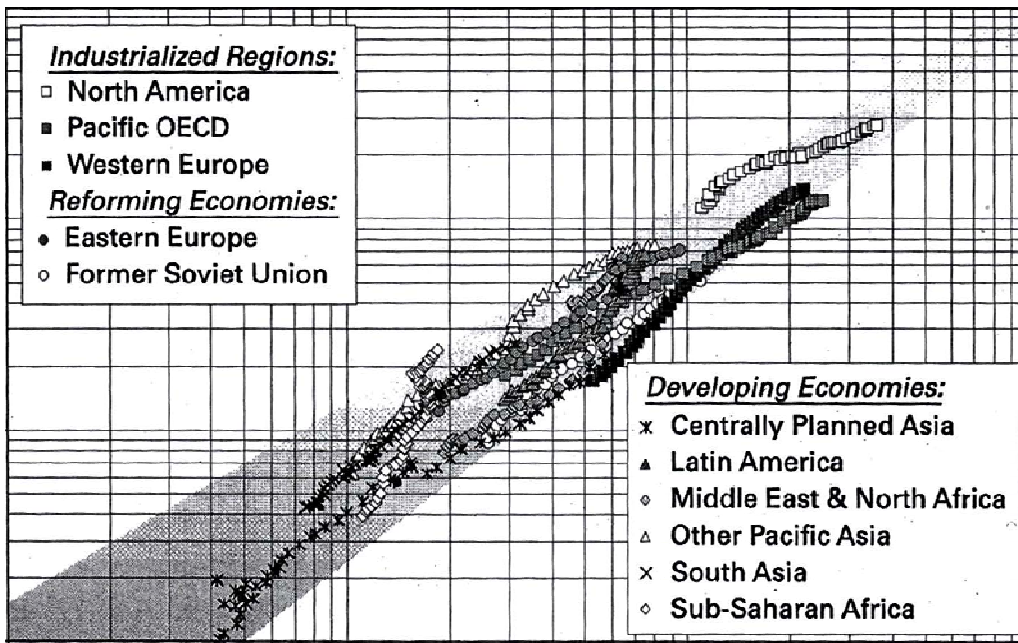 Industrialized Regions:
North America
Pacific OECD
Western Europe
Reforming Economies:
Eastern Europe
Former Soviet Union
Developing Economies:
Centrally Planned Asia
Latin America
Middle East & North Africa
Other Pacific Asia
South Asia
Sub-Saharan Africa